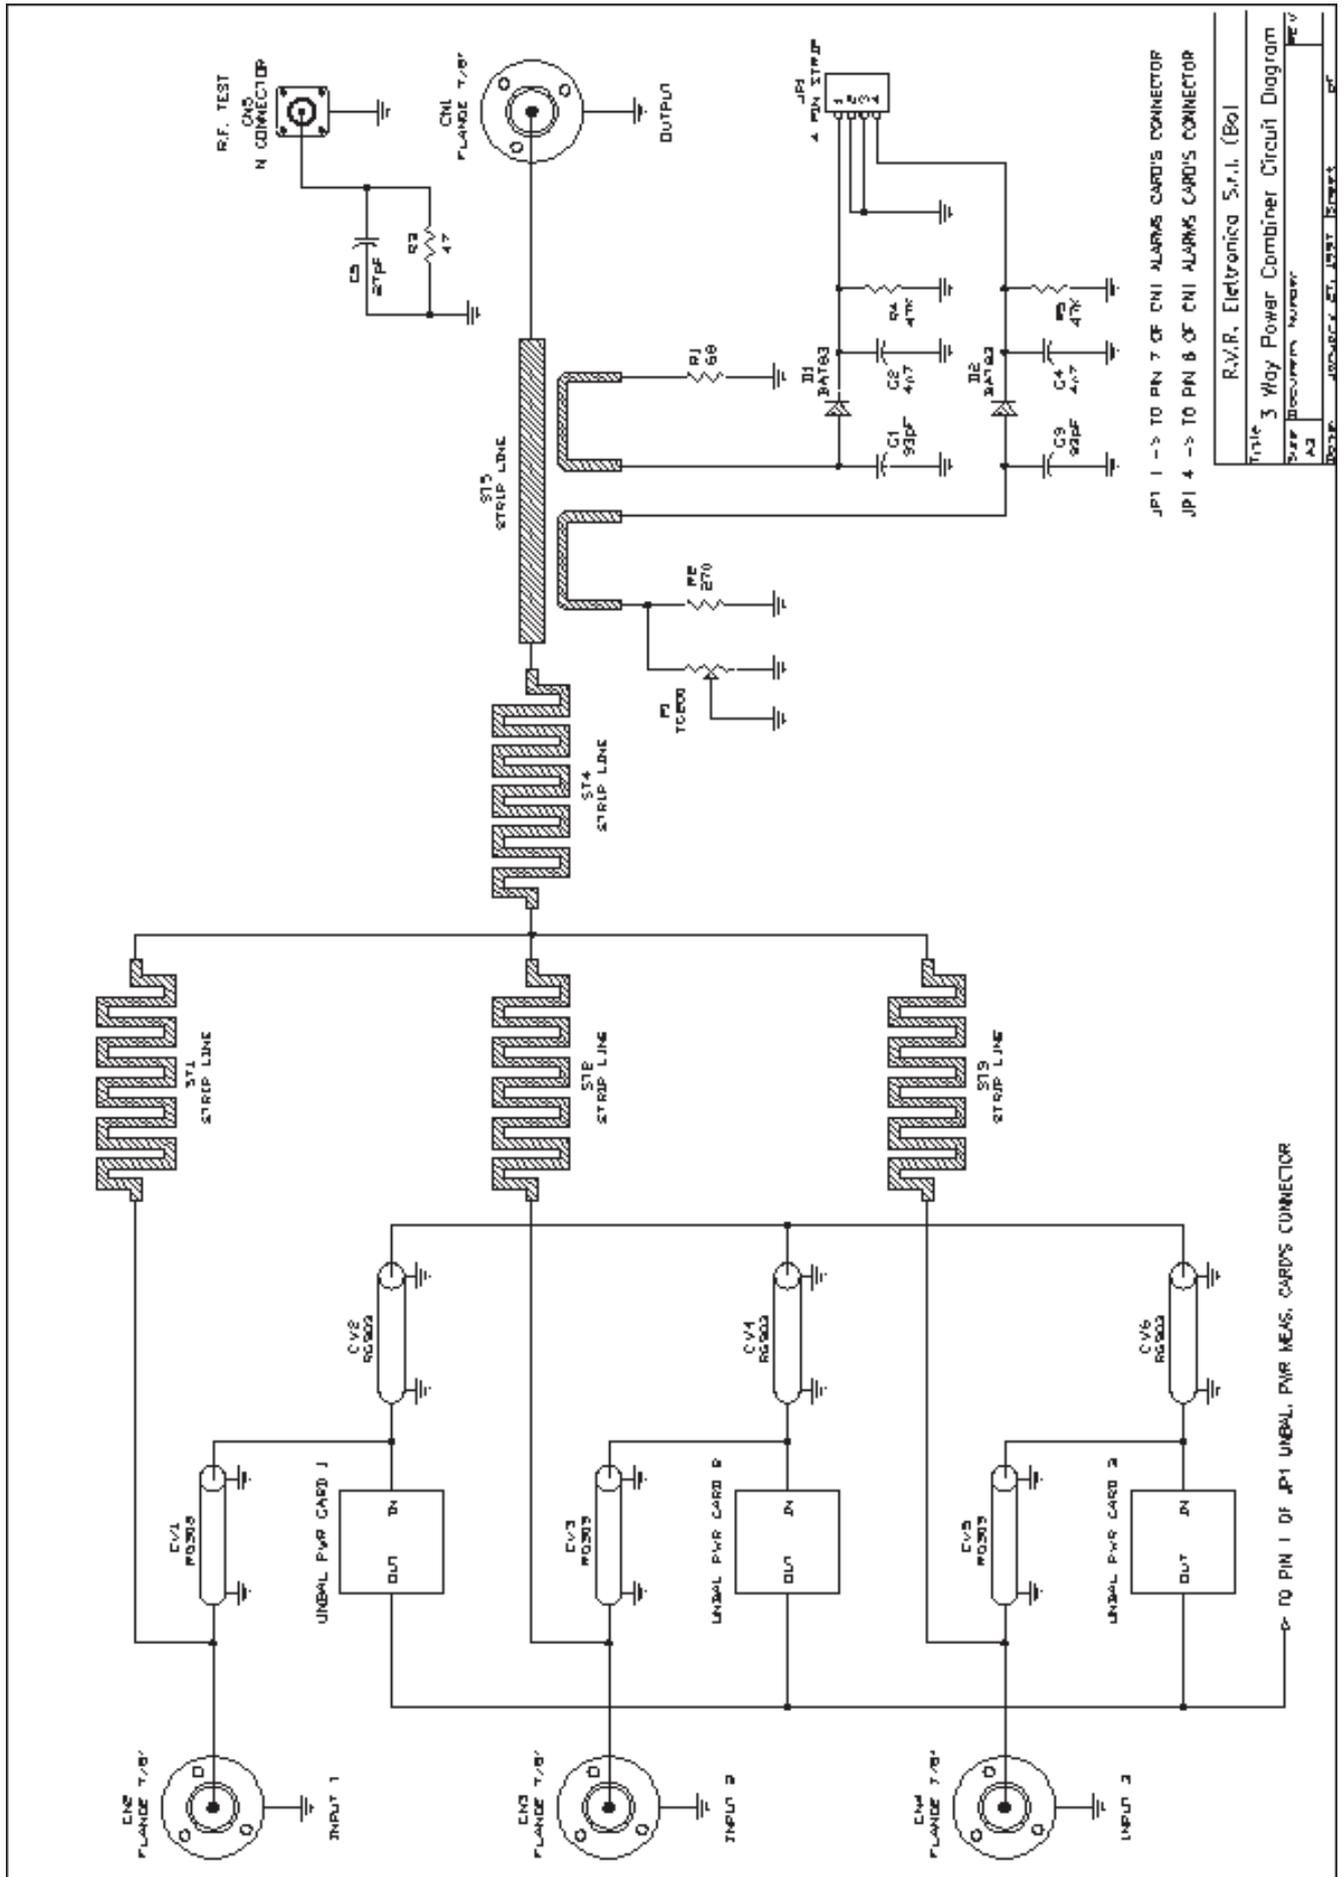 R.F. TEST
CN5
N CONNECTOR
CN1
FLANGE 7/8"
OUTPUT
C5
27pF
R3
47
JP1
4 PIN STRIP
ST5
STRIP LINE
R1
68
D1
BAT83
C2
4n7
R4
47K
C1
D2
BAT83
C4
4n7
R5
47K
JP1 1 -> TO PIN 7 OF CN1 ALARMS CARD'S CONNECTOR
JP1 4 -> TO PIN 8 OF CN1 ALARMS CARD'S CONNECTOR
R2
270
P1
ST4
STRIP LINE
ST1
STRIP LINE
ST2
STRIP LINE
ST3
STRIP LINE
CV1
RG303
CV2
RG303
UNBAL PWR CARD 1
IN
OUT
CV3
RG303
CV4
RG303
UNBAL PWR CARD 2
IN
OUT
CV5
RG303
CV6
RG303
UNBAL PWR CARD 3
IN
OUT
-> TO PIN 1 OF JP1 UNBAL. PWR MEAS. CARD'S CONNECTOR
CN2
FLANGE 7/8"
INPUT 1
CN3
FLANGE 7/8"
INPUT 2
CN4
FLANGE 7/8"
INPUT 3
R.V.R. Elettronica S.r.l. (Bo)
Title
3 Way Power Combiner Circuit Diagram
Size
Document Number
REV
A3
Date:
Sheet
of